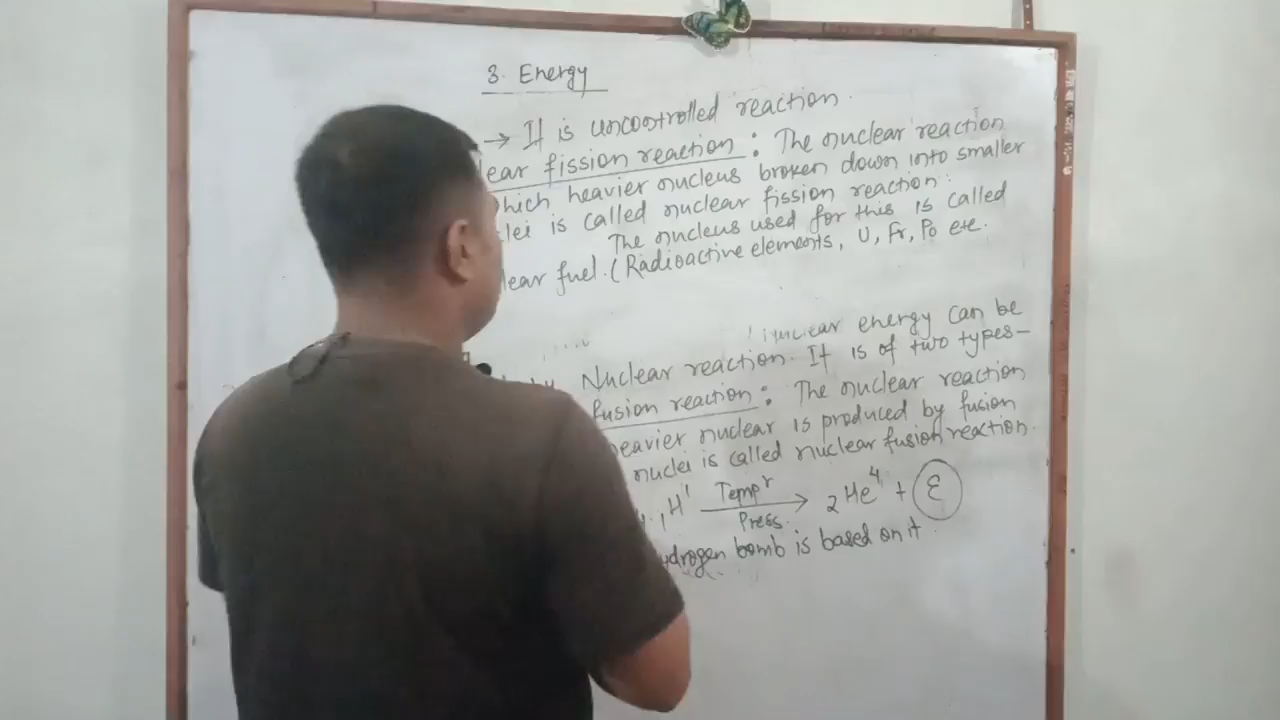 3. Energy
→ It is uncontrolled reaction.
lear fission reaction : The nuclear reaction
which heavier nucleus broken down into smaller
lei is called nuclear fission reaction.
The nucleus used for this is called
lear fuel. (Radioactive elements, U, Fr, Po etc.
Nuclear energy can be
Nuclear reaction. It is of two types-
fusion reaction : The nuclear reaction
heavier nuclear is produced by fusion
nuclei is called nuclear fusion reaction.
₁H¹ Tempʳ Press. → ₂He⁴ + E
ydrogen bomb is based on it.